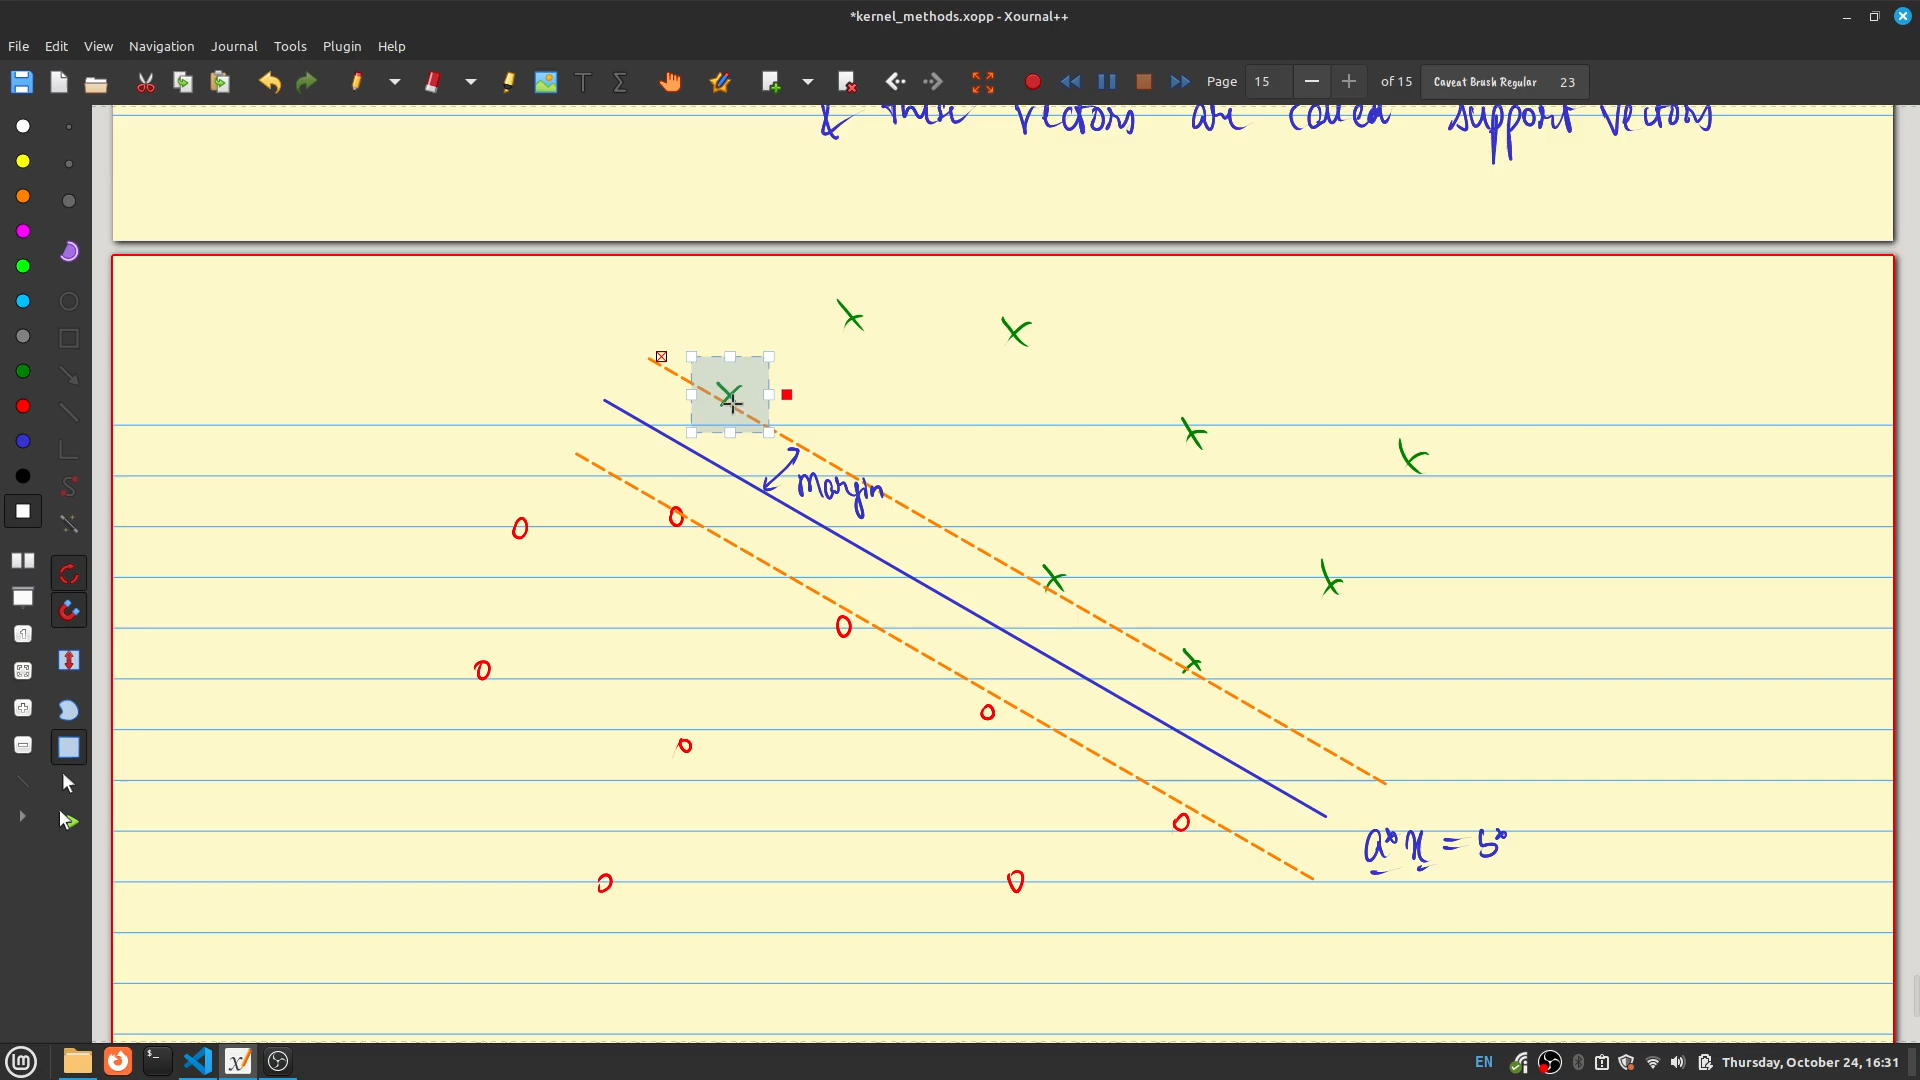 *kernel_methods.xopp - Xournal++
File Edit View Navigation Journal Tools Plugin Help
Page 15 of 15 Caveat Brush Regular 23
these vectors are called support vectors
margin
a* x = b*
EN Thursday, October 24, 16:31